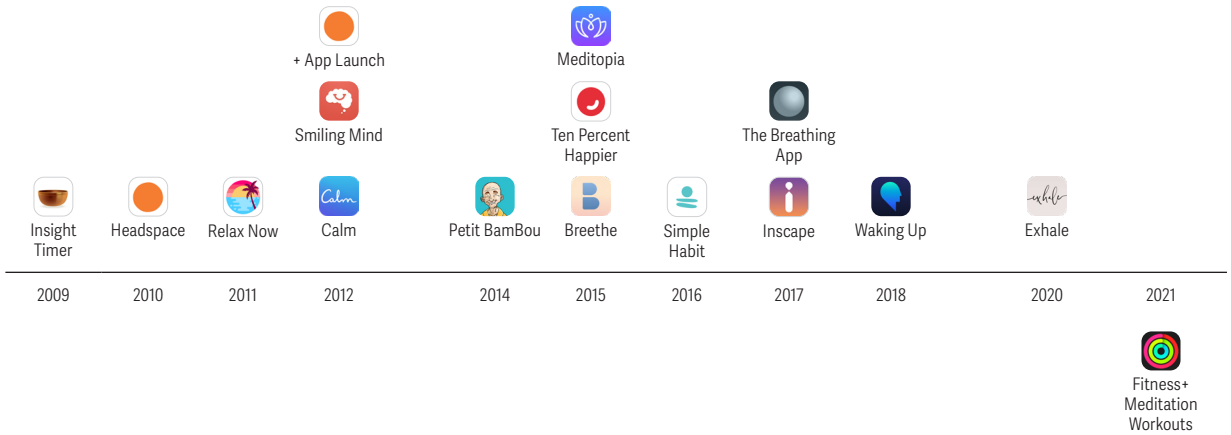 + App Launch
Meditopia
Smiling Mind
Ten Percent
Happier
The Breathing
App
Calm
exhale
Insight
Timer
Headspace
Relax Now
Calm
Petit BamBou
Breethe
Simple
Habit
Inscape
Waking Up
Exhale
2009
2010
2011
2012
2014
2015
2016
2017
2018
2020
2021
Fitness+
Meditation
Workouts